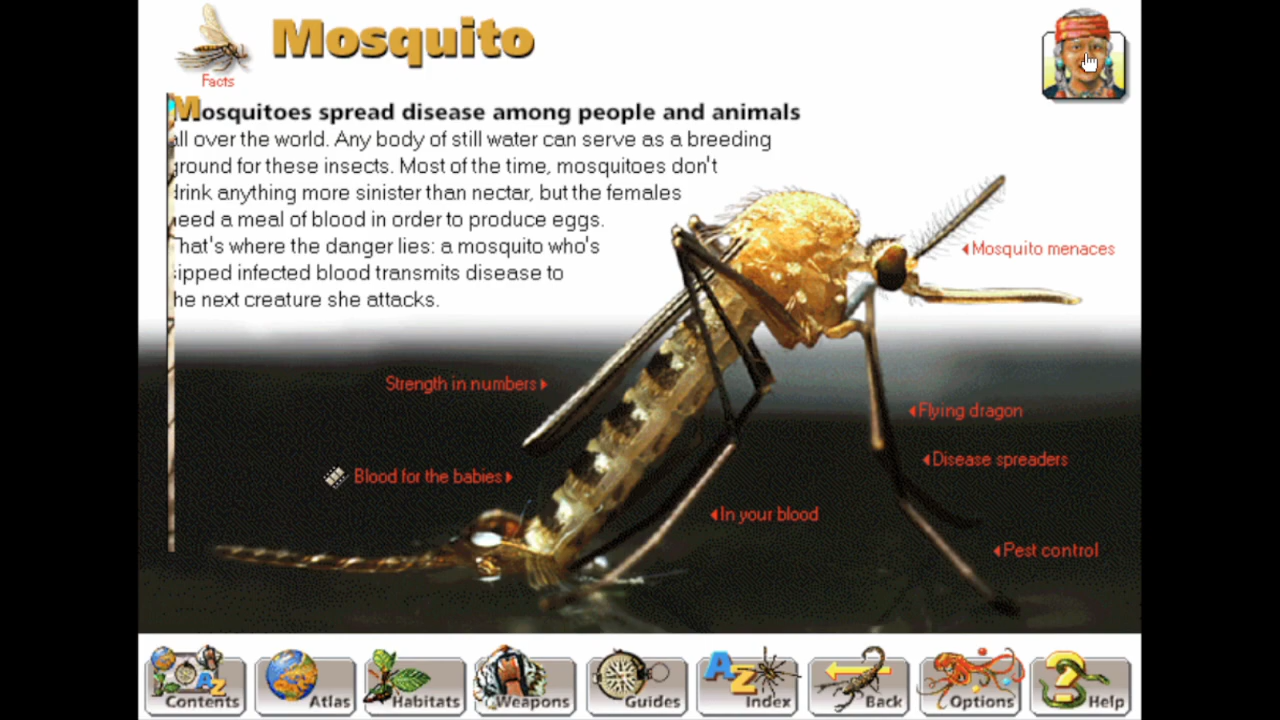 Mosquito
Facts
Mosquitoes spread disease among people and animals
all over the world. Any body of still water can serve as a breeding
ground for these insects. Most of the time, mosquitoes don't
drink anything more sinister than nectar, but the females
need a meal of blood in order to produce eggs.
That's where the danger lies: a mosquito who's
sipped infected blood transmits disease to
the next creature she attacks.
Mosquito menaces
Strength in numbers
Flying dragon
Disease spreaders
Blood for the babies
In your blood
Pest control
Contents
Atlas
Habitats
Weapons
Guides
A Z
Index
Back
Options
?
Help